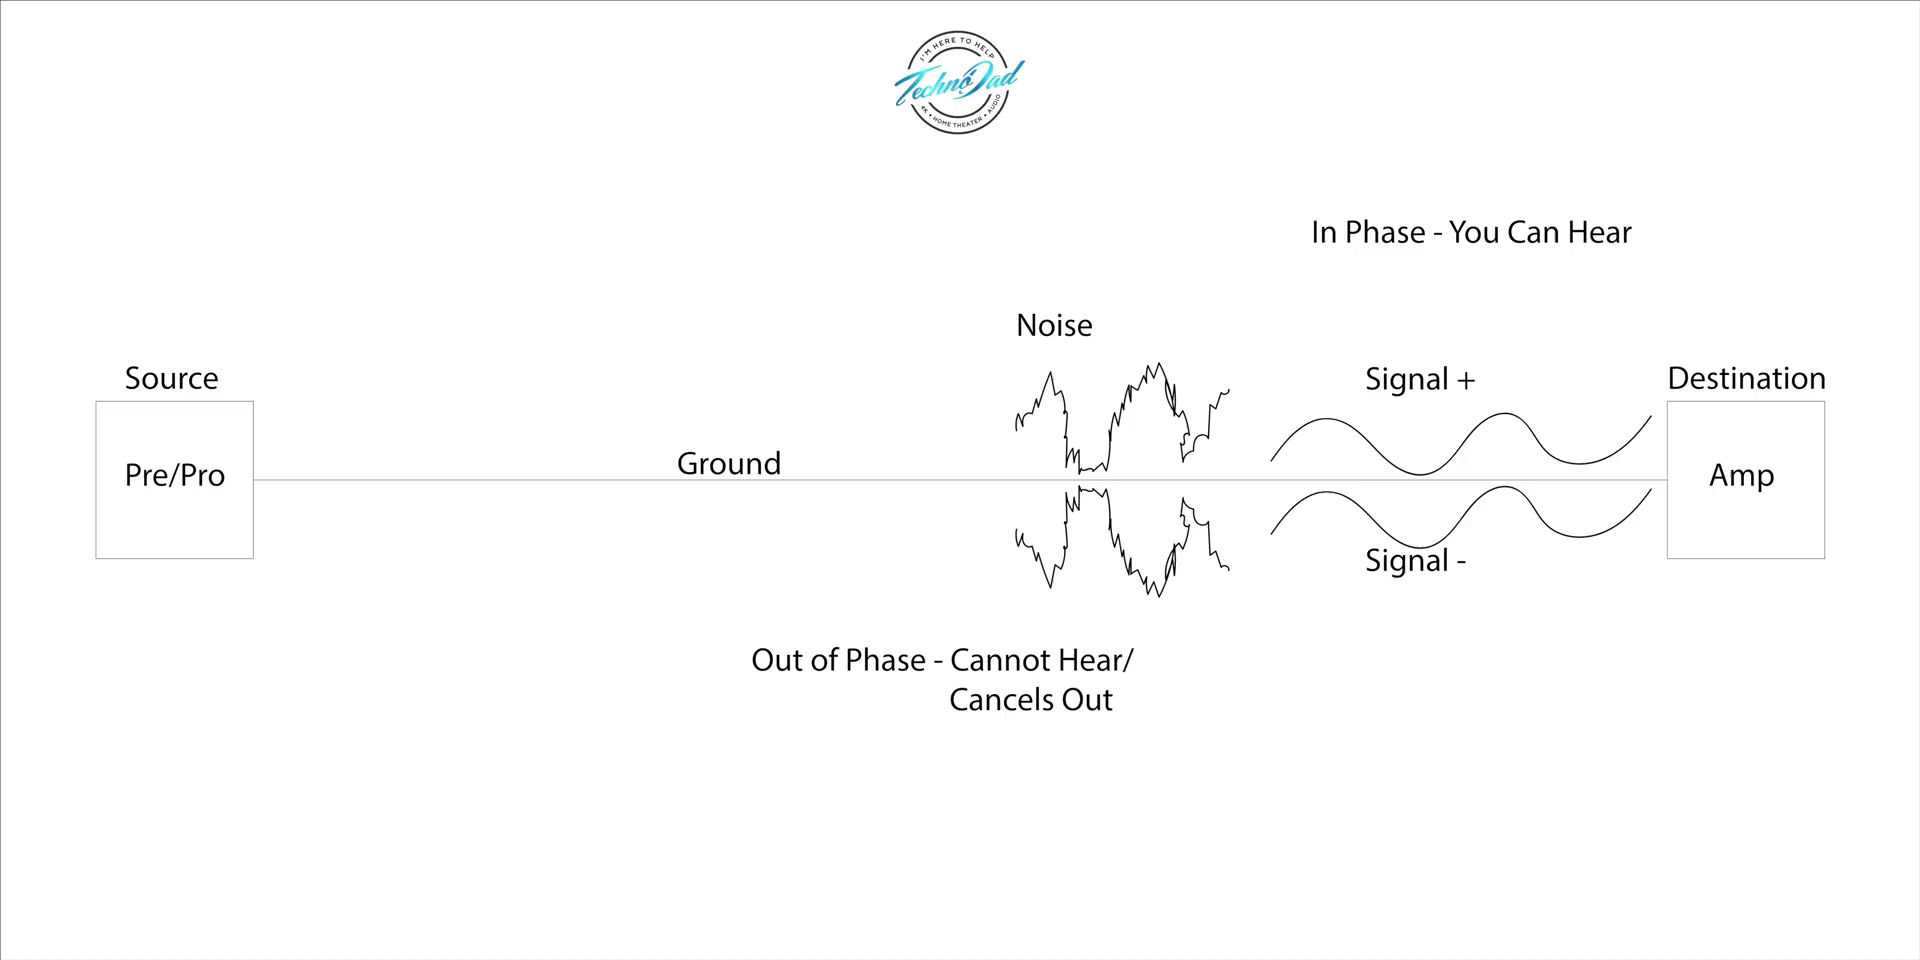 I'M HERE TO HELP
TechnoDad
4K • HOME THEATER • AUDIO
In Phase - You Can Hear
Noise
Source
Signal +
Destination
Ground
Pre/Pro
Amp
Signal -
Out of Phase - Cannot Hear/
Cancels Out